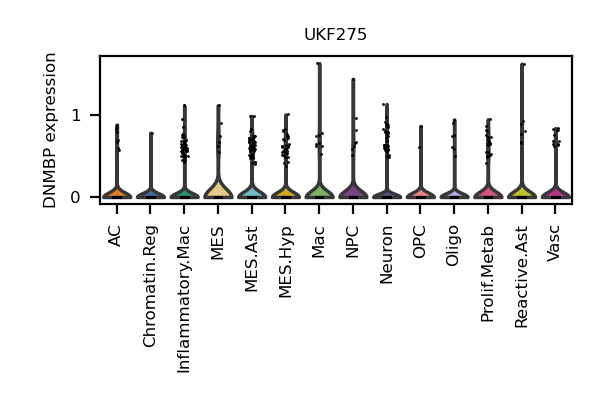 UKF275
DNMBP expression
1
0
AC
Chromatin.Reg
Inflammatory.Mac
MES
MES.Ast
MES.Hyp
Mac
NPC
Neuron
OPC
Oligo
Prolif.Metab
Reactive.Ast
Vasc